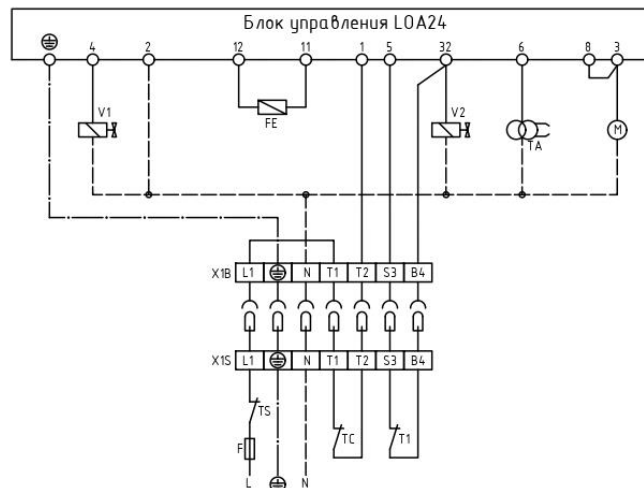 Блок управления LOA24
4 2 12 11 1 5 32 6 8 3
V1 FE V2 TA M
X1B L1 N T1 T2 S3 B4
X1S L1 N T1 T2 S3 B4
TS TC T1
F
L N